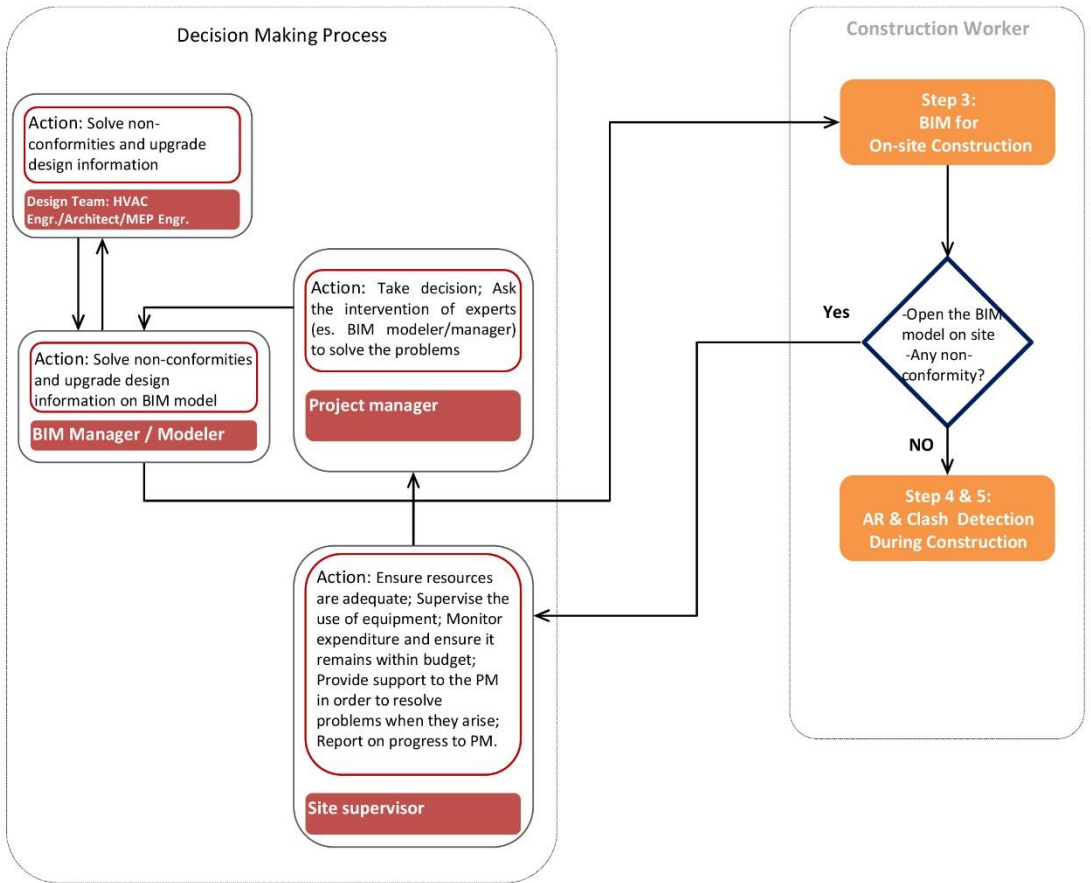 Decision Making Process
Action: Solve non-
conformities and upgrade
design information
Design Team: HVAC
Engr./Architect/MEP Engr.
Action: Take decision; Ask
the intervention of experts
(es. BIM modeler/manager)
to solve the problems
Project manager
Action: Solve non-conformities
and upgrade design
information on BIM model
BIM Manager / Modeler
Action: Ensure resources
are adequate; Supervise the
use of equipment; Monitor
expenditure and ensure it
remains within budget;
Provide support to the PM
in order to resolve
problems when they arise;
Report on progress to PM.
Site supervisor
Construction Worker
Step 3:
BIM for
On-site Construction
Yes
-Open the BIM
model on site
-Any non-
conformity?
NO
Step 4 & 5:
AR & Clash Detection
During Construction